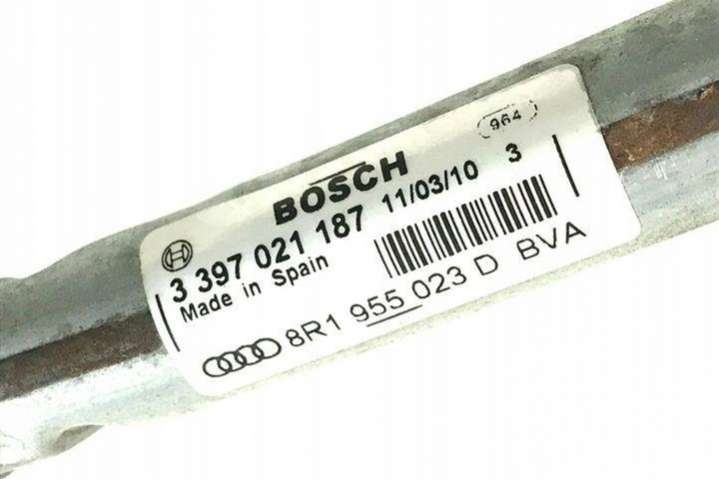 964
BOSCH
3 397 021 187 11/03/10 3
Made in Spain
8R1 955 023 D BVA